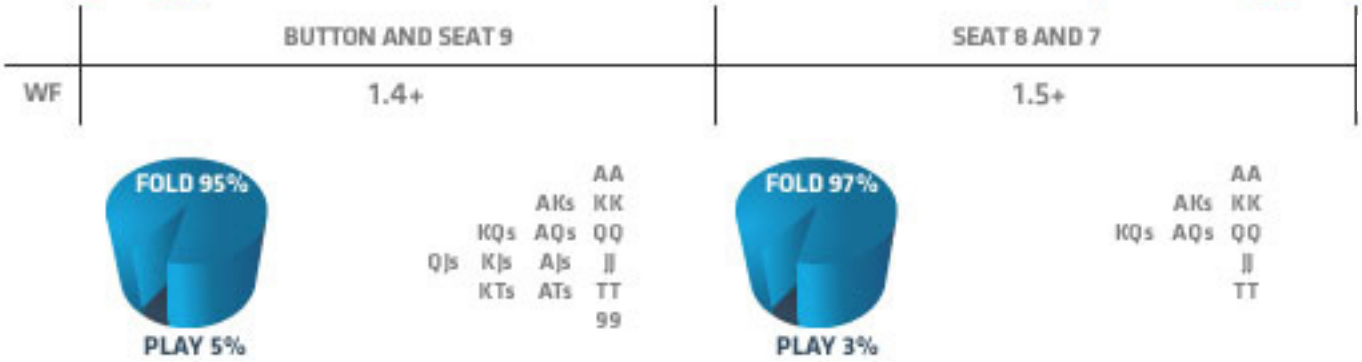 BUTTON AND SEAT 9 SEAT 8 AND 7
WF 1.4+ 1.5+
FOLD 95%
AA
AKs KK
KQs AQs QQ
QJs KJs AJs JJ
KTs ATs TT
99
PLAY 5%
FOLD 97%
AA
AKs KK
KQs AQs QQ
JJ
TT
PLAY 3%